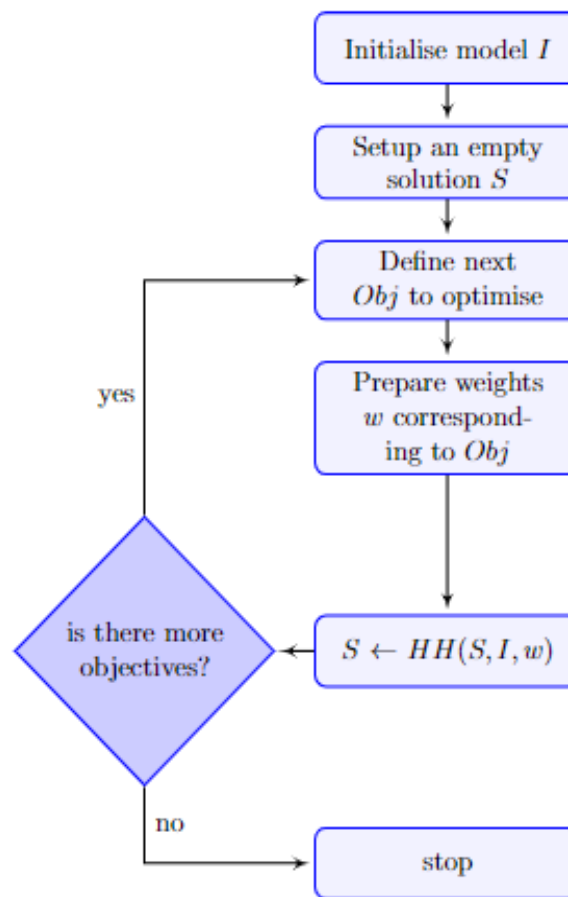 Initialise model I
Setup an empty
solution S
Define next
Obj to optimise
yes
Prepare weights
w correspond-
ing to Obj
is there more
objectives?
S ← HH(S, I, w)
no
stop